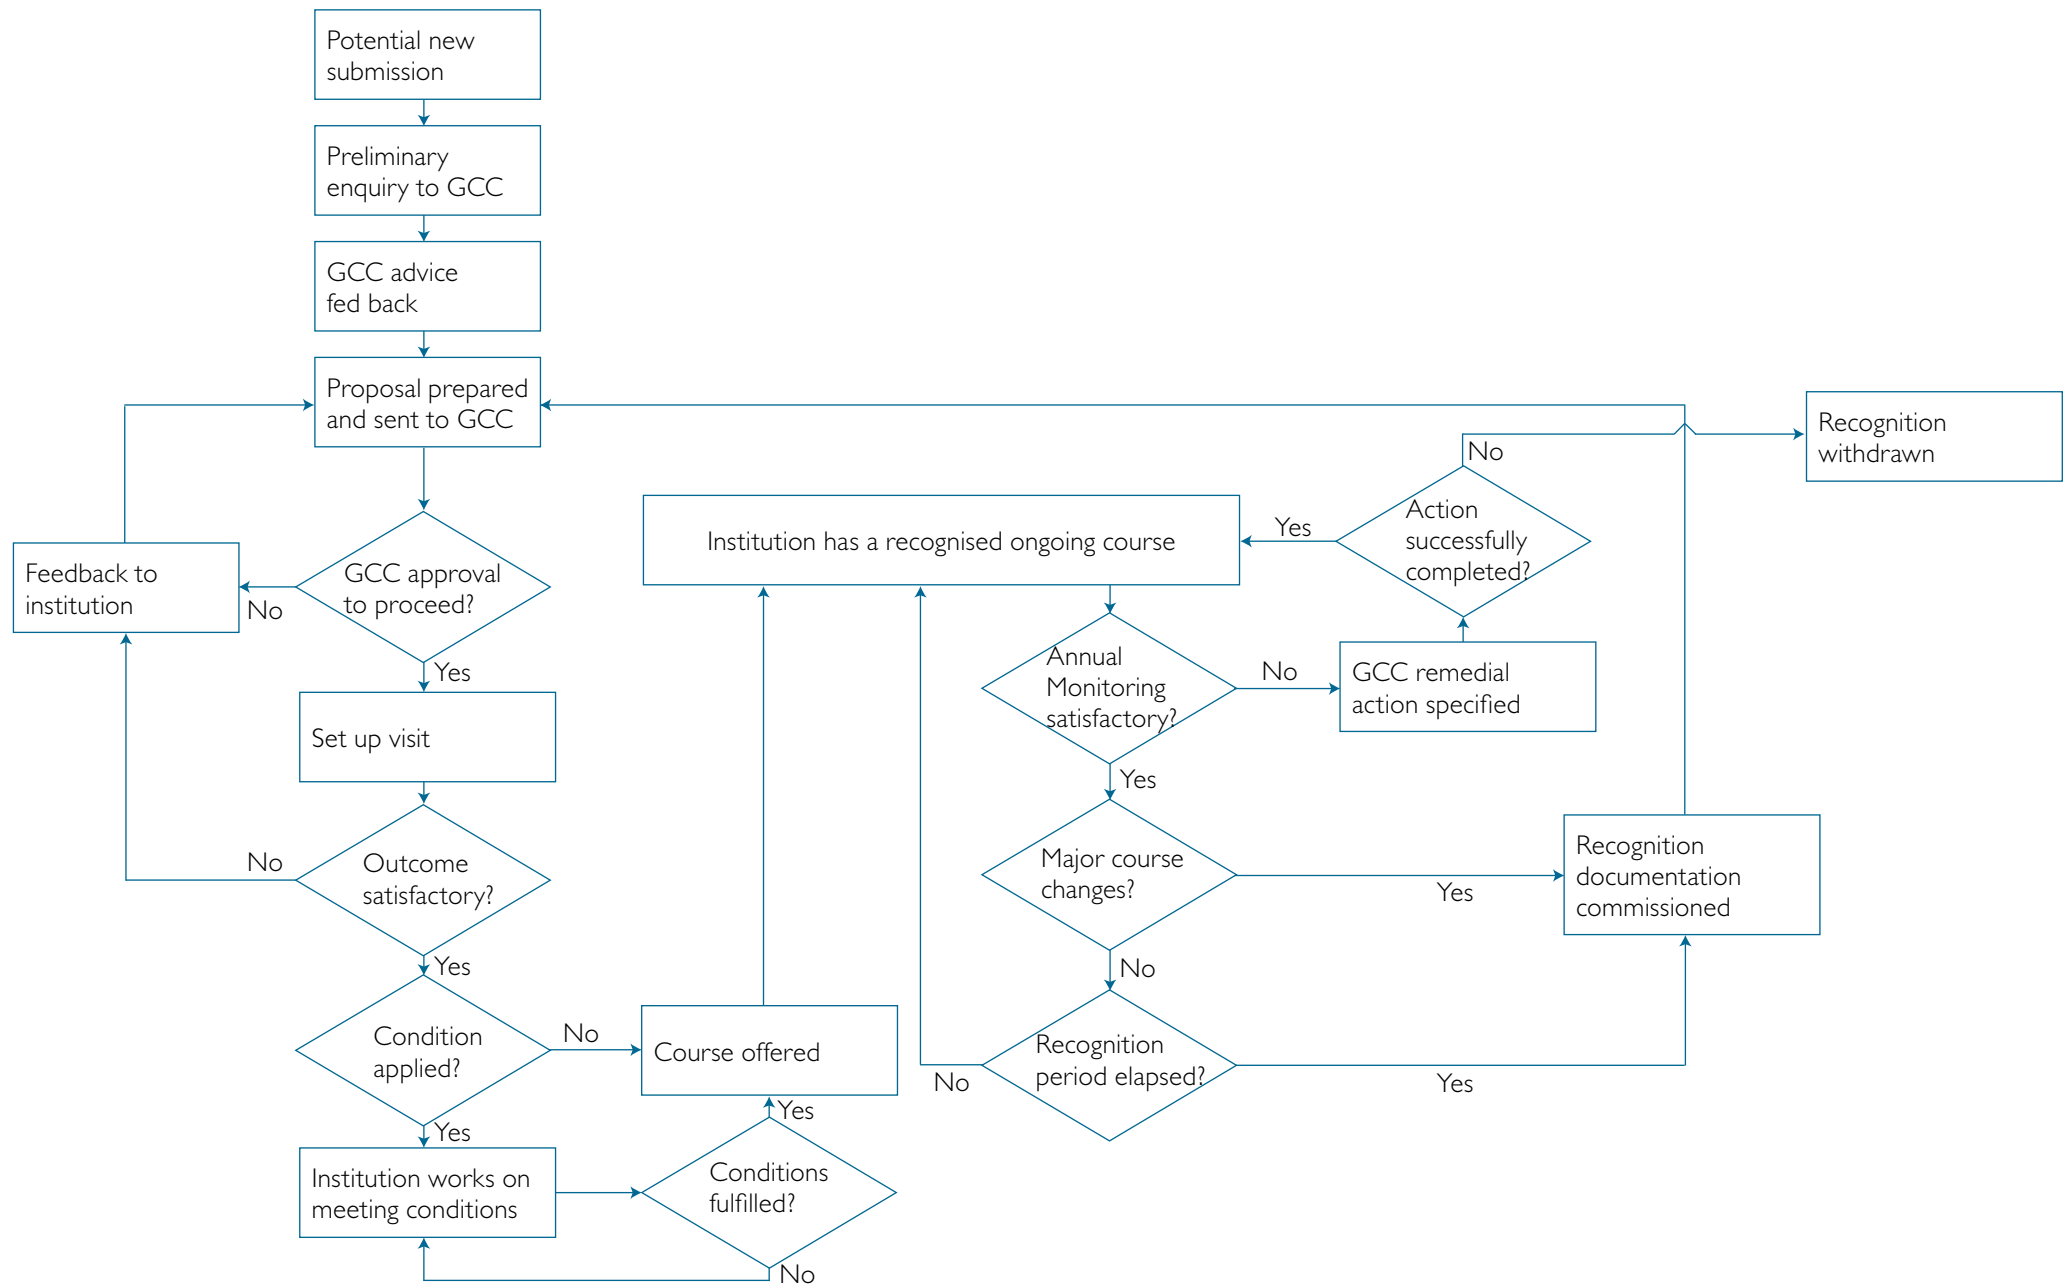 Potential new
submission
Preliminary
enquiry to GCC
GCC advice
fed back
Proposal prepared
and sent to GCC
Recognition
withdrawn
No
Action
successfully
completed?
Yes
Institution has a recognised ongoing course
Feedback to
institution
No
GCC approval
to proceed?
Yes
Annual
Monitoring
satisfactory?
No
GCC remedial
action specified
Set up visit
Yes
No
Outcome
satisfactory?
Major course
changes?
Yes
Recognition
documentation
commissioned
Yes
No
Condition
applied?
No
Course offered
Recognition
period elapsed?
No
Yes
Yes
Yes
Institution works on
meeting conditions
Conditions
fulfilled?
No